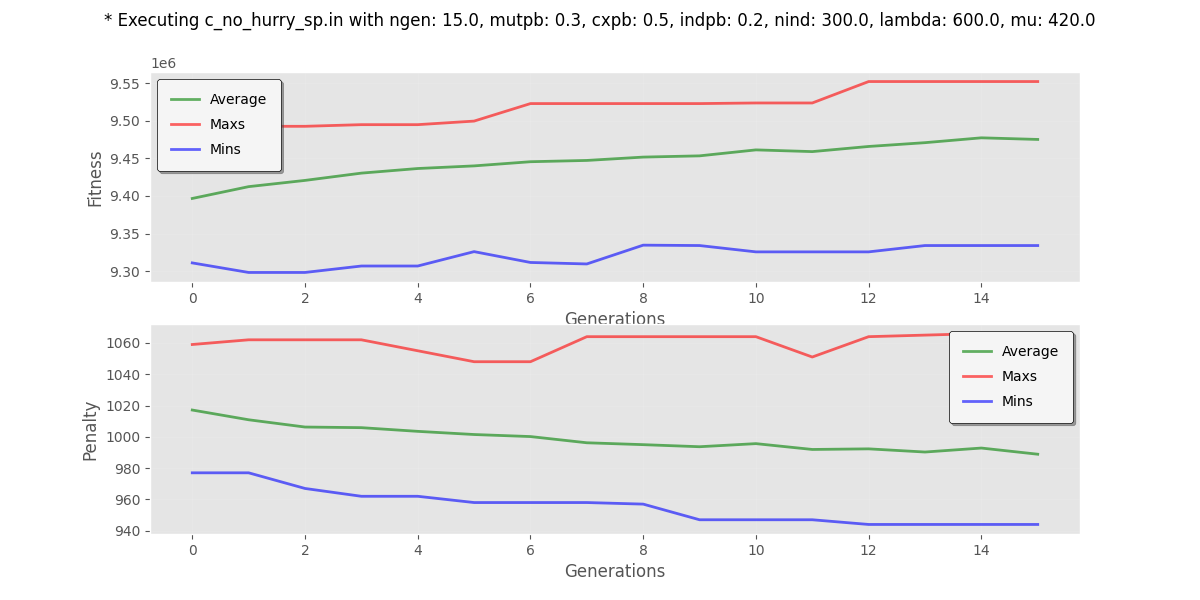 * Executing c_no_hurry_sp.in with ngen: 15.0, mutpb: 0.3, cxpb: 0.5, indpb: 0.2, nind: 300.0, lambda: 600.0, mu: 420.0
1e6
9.55
9.50
9.45
9.40
9.35
9.30
Fitness
Average
Maxs
Mins
0 2 4 6 8 10 12 14
Generations
1060
1040
1020
1000
980
960
940
Penalty
Average
Maxs
Mins
0 2 4 6 8 10 12 14
Generations